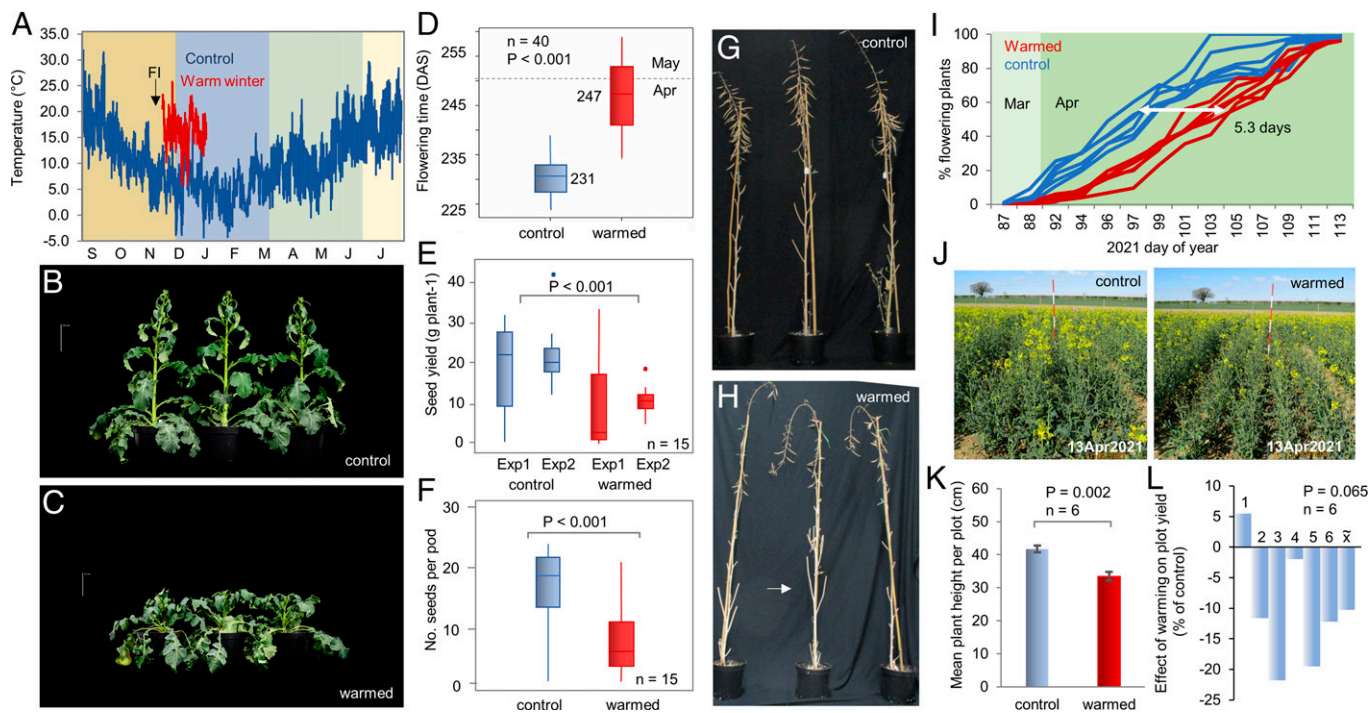 A
Temperature (°C)
35.0
30.0
25.0
20.0
15.0
10.0
5.0
0.0
-5.0
FI
Control
Warm winter
S O N D J F M A M J J
B
control
C
warmed
D
Flowering time (DAS)
255
245
235
225
n = 40
P < 0.001
May
Apr
247
231
control warmed
E
Seed yield (g plant-1)
40
30
20
10
0
P < 0.001
n = 15
Exp1 Exp2 Exp1 Exp2
control warmed
F
No. seeds per pod
20
10
0
P < 0.001
n = 15
control warmed
G
control
H
warmed
I
% flowering plants
100
80
60
40
20
0
Warmed
control
Mar Apr
5.3 days
87 88 92 94 96 97 99 101 103 105 107 109 111 113
2021 day of year
J
control
13Apr2021
warmed
13Apr2021
K
Mean plant height per plot (cm)
60
50
40
30
20
10
0
P = 0.002
n = 6
control warmed
L
Effect of warming on plot yield
(% of control)
10
5
0
-5
-10
-15
-20
-25
P = 0.065
n = 6
1
2 3 4 5 6 x̃